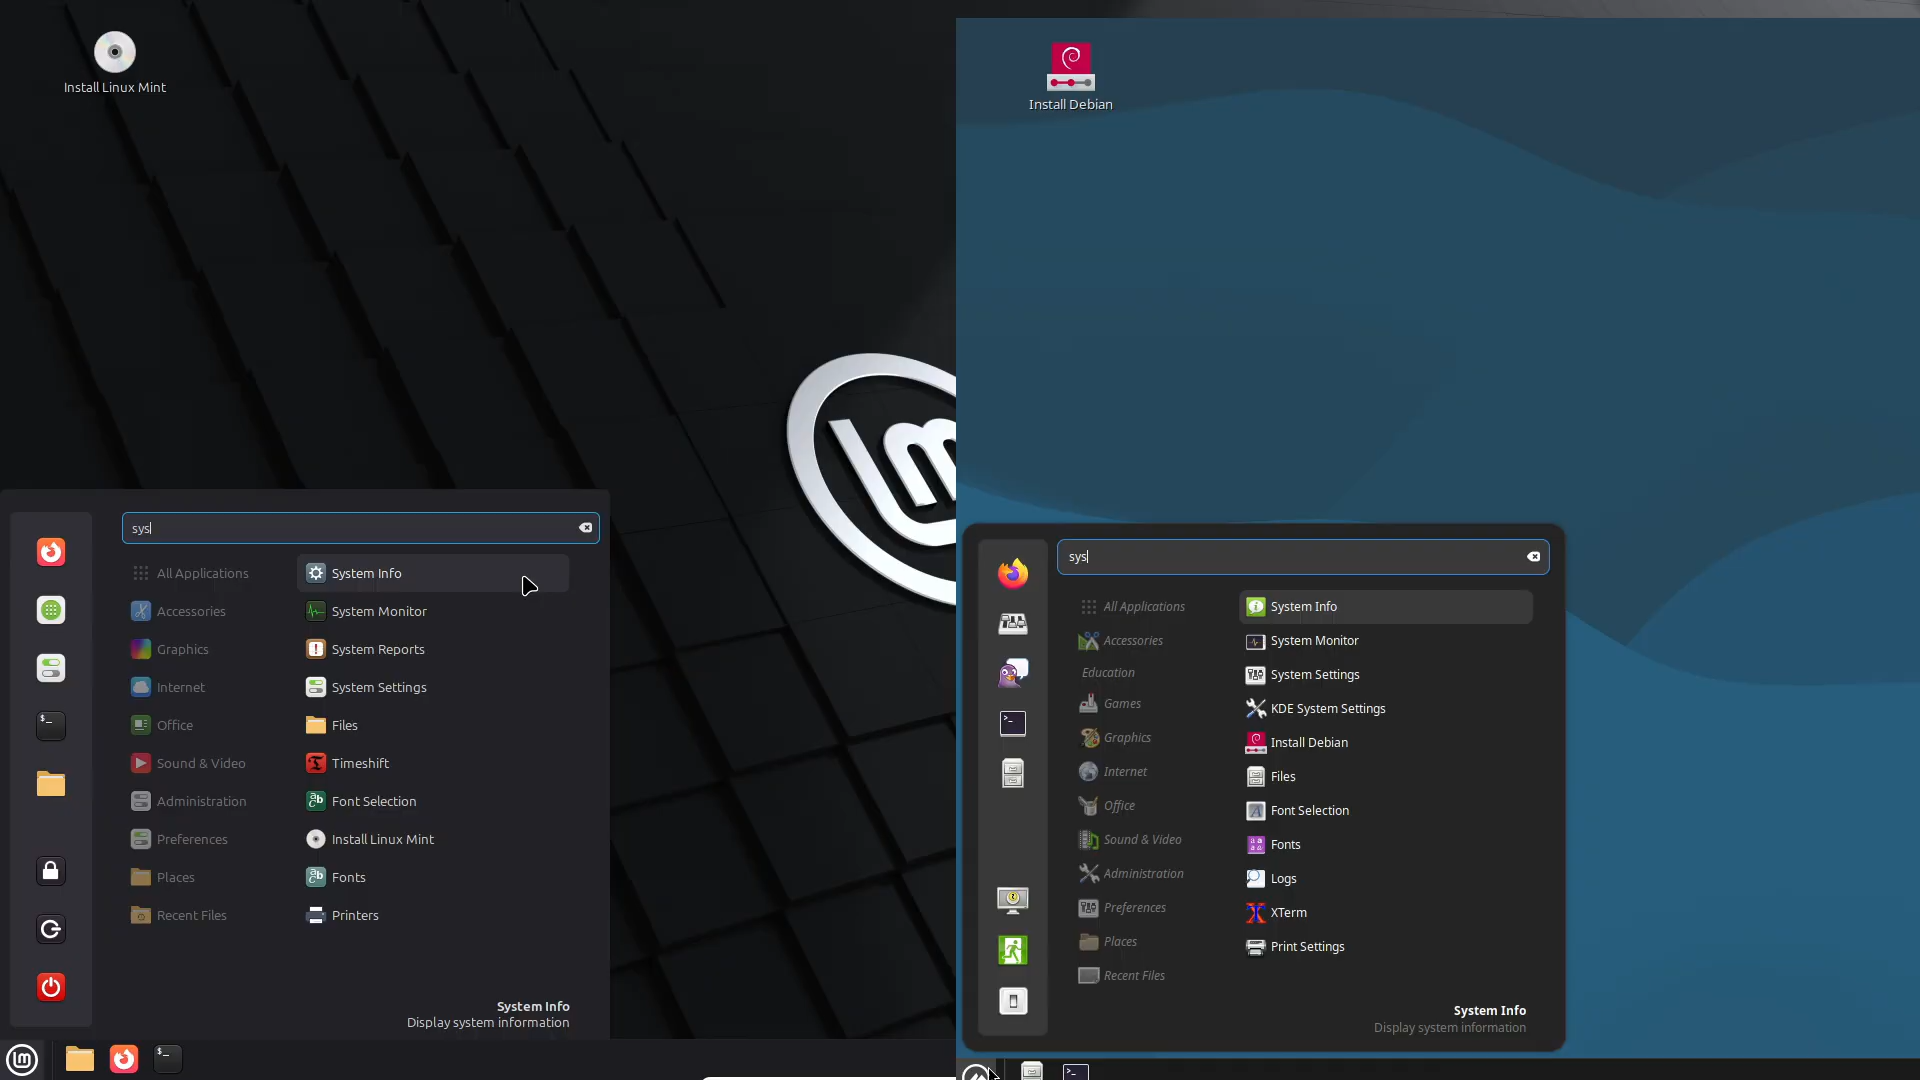 Install Linux Mint
sys
All Applications
Accessories
Graphics
Internet
Office
Sound & Video
Administration
Preferences
Places
Recent Files
System Info
System Monitor
System Reports
System Settings
Files
Timeshift
Font Selection
Install Linux Mint
Fonts
Printers
System Info
Display system information
Install Debian
sys
All Applications
Accessories
Education
Games
Graphics
Internet
Office
Sound & Video
Administration
Preferences
Places
Recent Files
System Info
System Monitor
System Settings
KDE System Settings
Install Debian
Files
Font Selection
Fonts
Logs
XTerm
Print Settings
System Info
Display system information